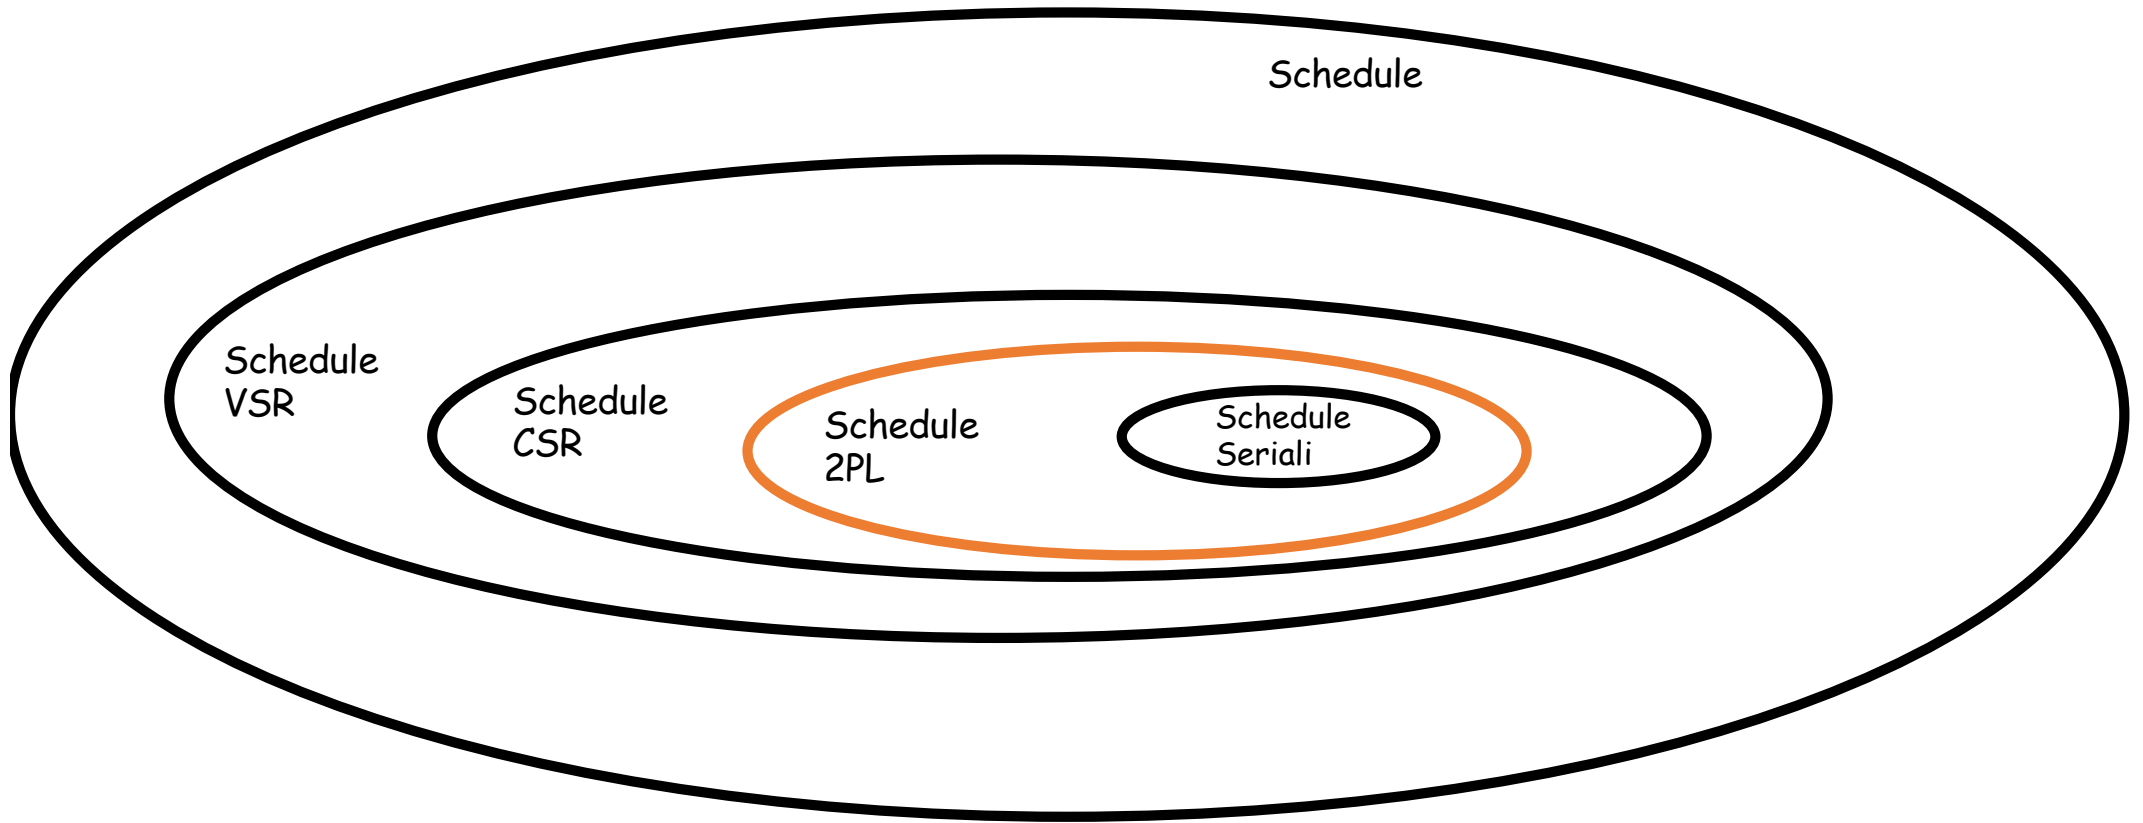 Schedule
Schedule
VSR
Schedule
CSR
Schedule
2PL
Schedule
Seriali